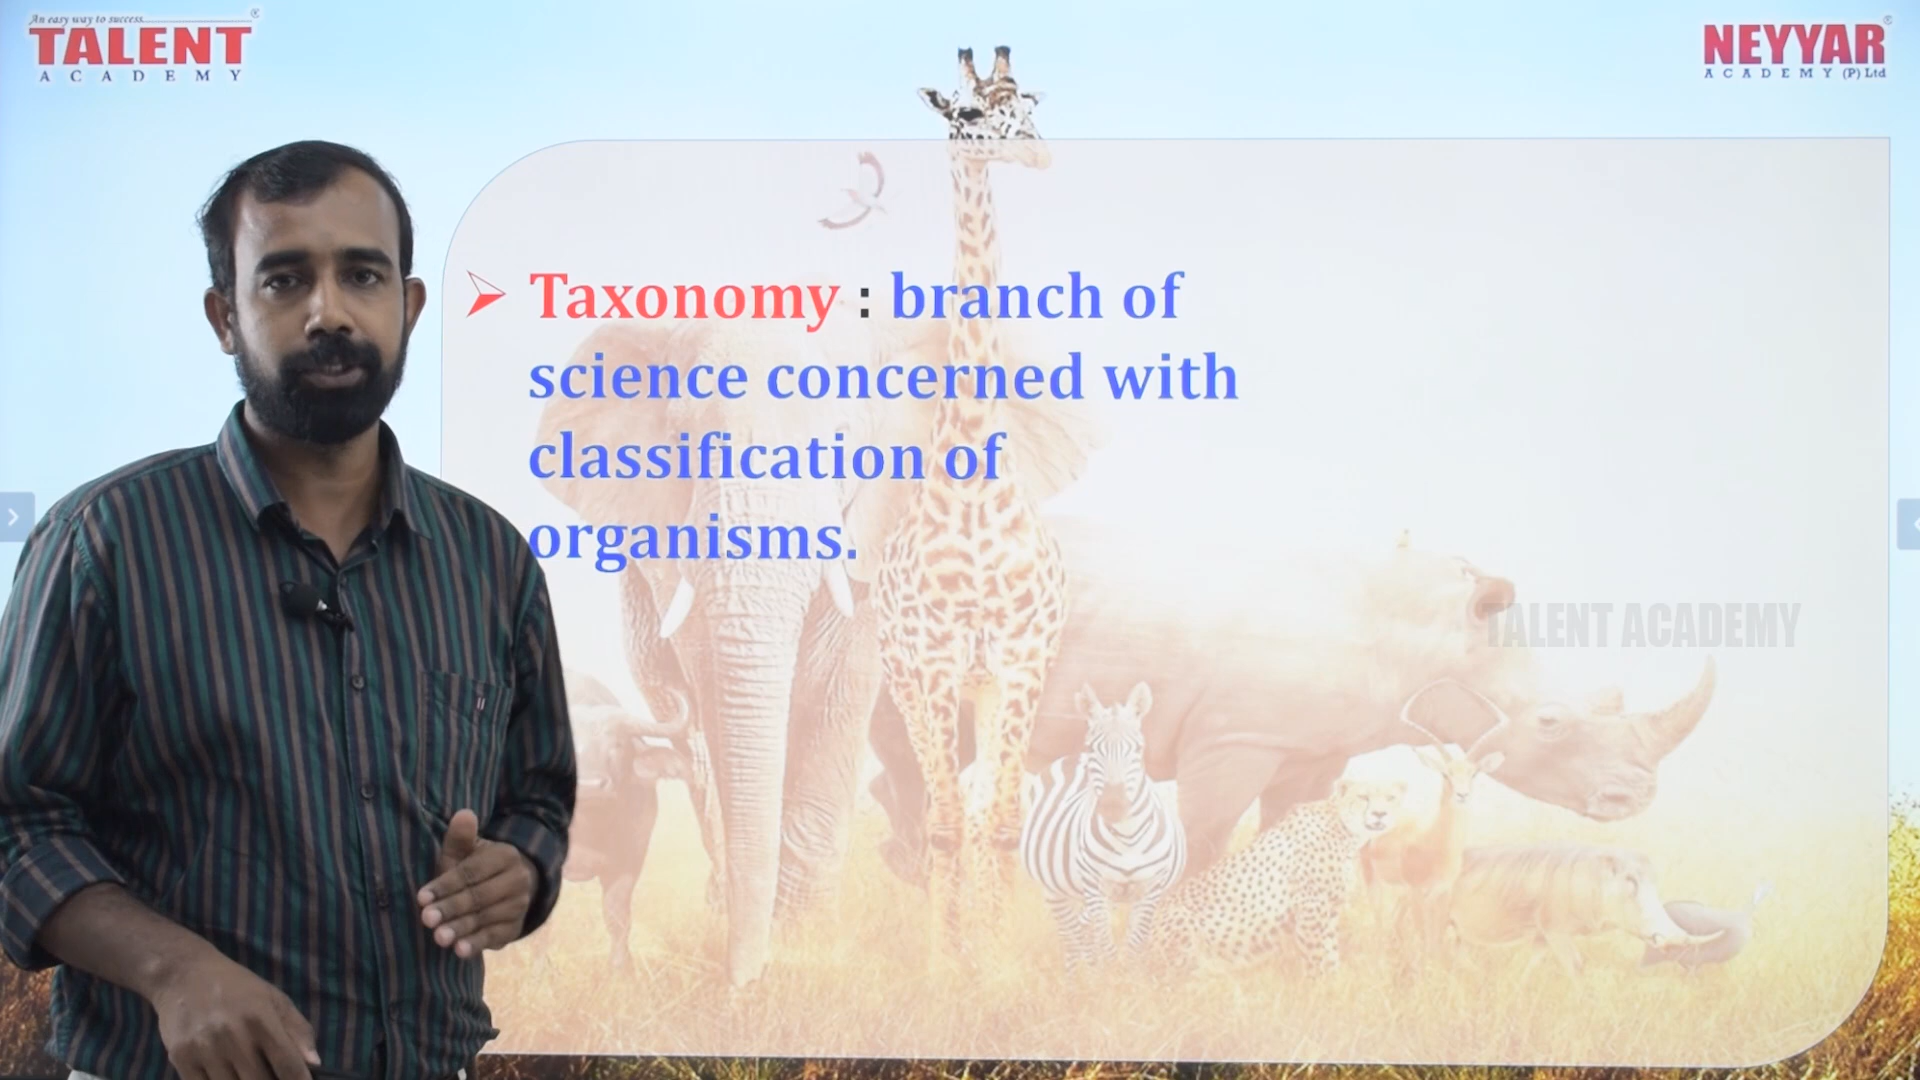 An easy way to success
TALENT
ACADEMY
NEYYAR
ACADEMY (P) Ltd
Taxonomy : branch of
science concerned with
classification of
organisms.
TALENT ACADEMY